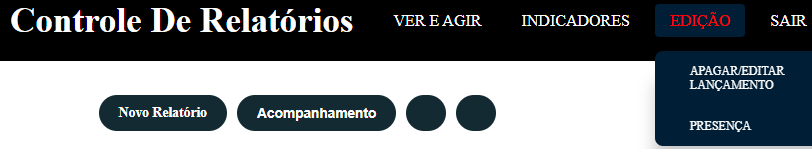 Controle De Relatórios
VER E AGIR
INDICADORES
EDIÇÃO
SAIR
APAGAR/EDITAR
LANÇAMENTO
PRESENÇA
Novo Relatório
Acompanhamento